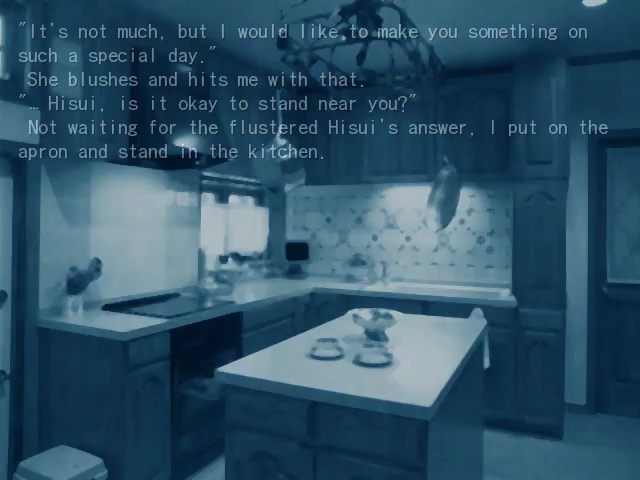 "It's not much, but I would like to make you something on
such a special day."
She blushes and hits me with that.
"… Hisui, is it okay to stand near you?"
Not waiting for the flustered Hisui's answer, I put on the
apron and stand in the kitchen.